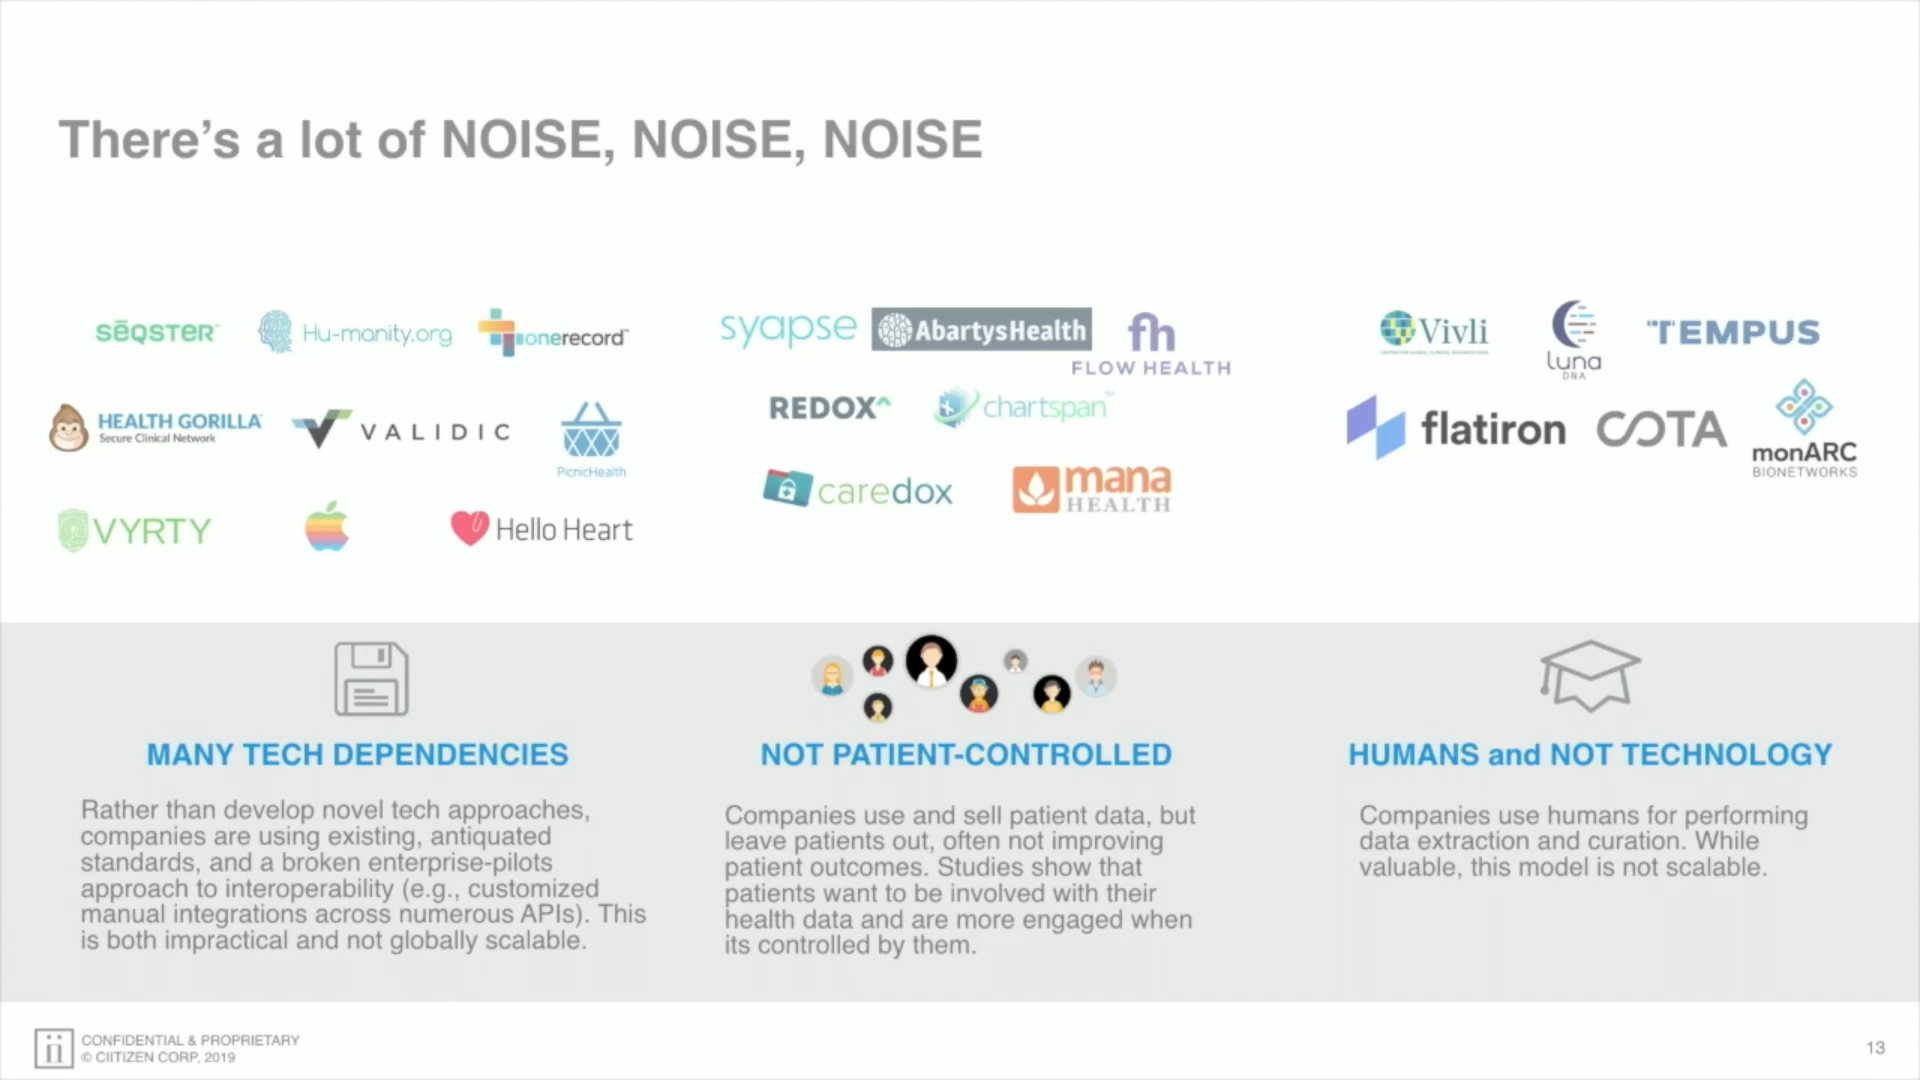 There's a lot of NOISE, NOISE, NOISE
sēqster™
Hu-manity.org
onerecord™
HEALTH GORILLA
Secure Clinical Network
VALIDIC
PicnicHealth
VYRTY
Hello Heart
syapse
AbartysHealth
fh
FLOW HEALTH
REDOX^
chartspan™
caredox
mana
HEALTH
Vivli
luna
DNA
TEMPUS
flatiron
COTA
monARC
BIONETWORKS
MANY TECH DEPENDENCIES
Rather than develop novel tech approaches,
companies are using existing, antiquated
standards, and a broken enterprise-pilots
approach to interoperability (e.g., customized
manual integrations across numerous APIs). This
is both impractical and not globally scalable.
NOT PATIENT-CONTROLLED
Companies use and sell patient data, but
leave patients out, often not improving
patient outcomes. Studies show that
patients want to be involved with their
health data and are more engaged when
its controlled by them.
HUMANS and NOT TECHNOLOGY
Companies use humans for performing
data extraction and curation. While
valuable, this model is not scalable.
CONFIDENTIAL & PROPRIETARY
© CIITIZEN CORP, 2019
13